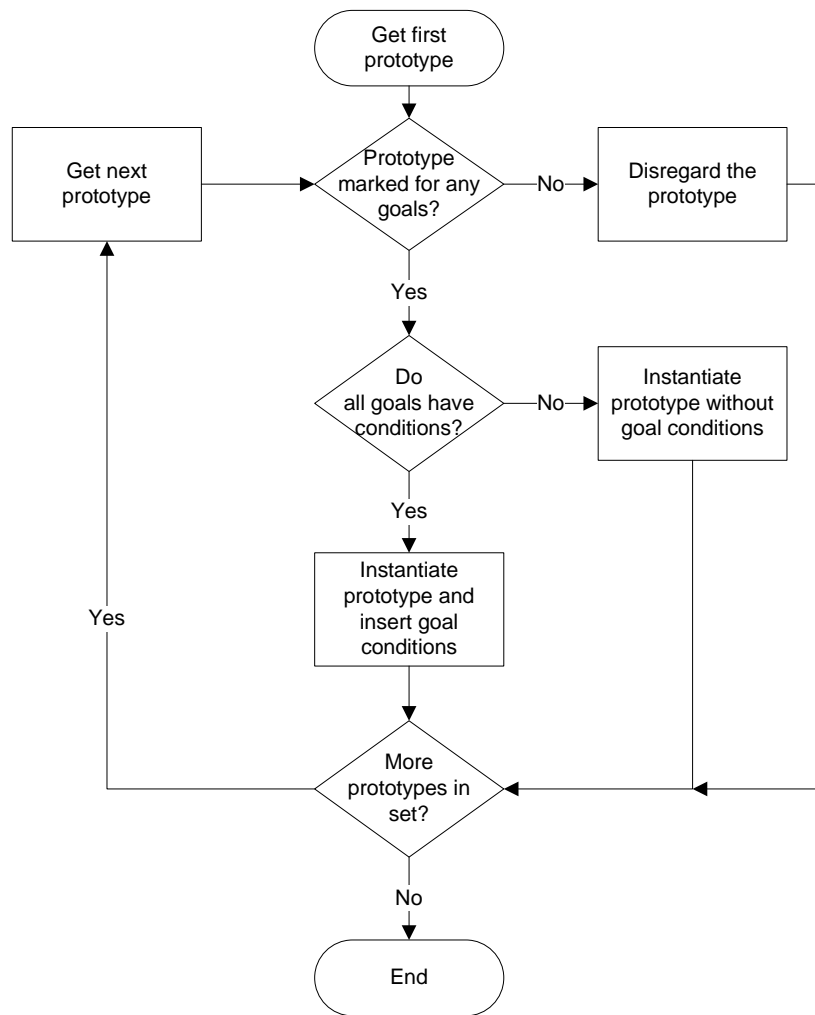 Get first
prototype
Get next
prototype
Prototype
marked for any
goals?
No
Disregard the
prototype
Yes
Do
all goals have
conditions?
No
Instantiate
prototype without
goal conditions
Yes
Instantiate
prototype and
insert goal
conditions
Yes
More
prototypes in
set?
No
End